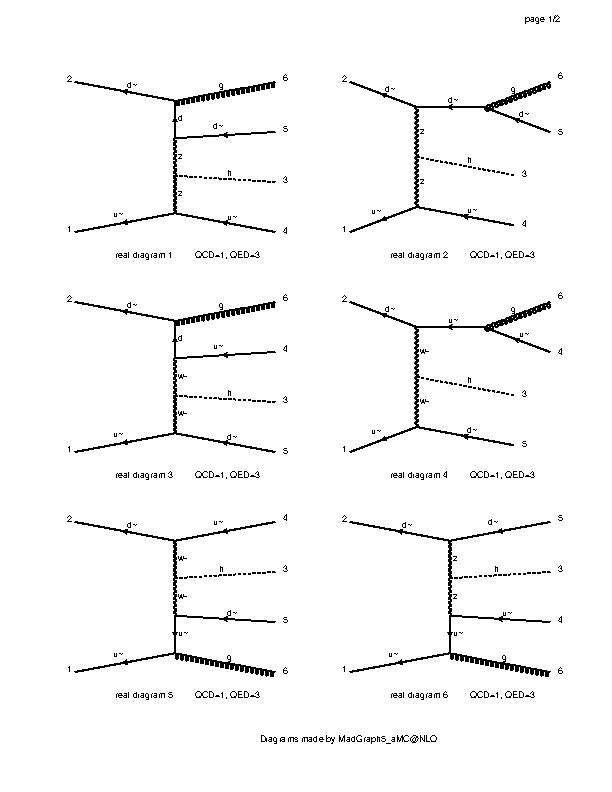 page 1/2
2 d~ g 6 2 d~ g 6
d d~ 5 d~ d~ 5
z z
h 3 h 3
z z
1 u~ u~ 4 1 u~ u~ 4
real diagram 1 QCD=1, QED=3 real diagram 2 QCD=1, QED=3
2 d~ g 6 2 d~ g 6
d u~ 4 u~ u~ 4
w- w-
h 3 h 3
w- w-
1 u~ d~ 5 1 u~ d~ 5
real diagram 3 QCD=1, QED=3 real diagram 4 QCD=1, QED=3
2 d~ u~ 4 2 d~ d~ 5
w- z
h 3 h 3
w- z
d~ 5 u~ 4
u~ u~
1 u~ g 6 1 u~ g 6
real diagram 5 QCD=1, QED=3 real diagram 6 QCD=1, QED=3
Diagrams made by MadGraph5_aMC@NLO